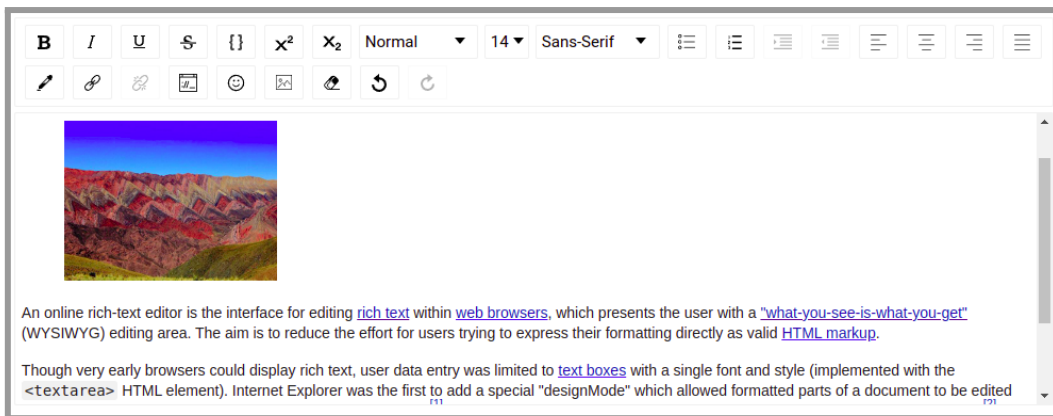 B I U S {} x² x₂ Normal 14 Sans-Serif
An online rich-text editor is the interface for editing rich text within web browsers, which presents the user with a "what-you-see-is-what-you-get"
(WYSIWYG) editing area. The aim is to reduce the effort for users trying to express their formatting directly as valid HTML markup.
Though very early browsers could display rich text, user data entry was limited to text boxes with a single font and style (implemented with the
<textarea> HTML element). Internet Explorer was the first to add a special "designMode" which allowed formatted parts of a document to be edited
[1] [2]